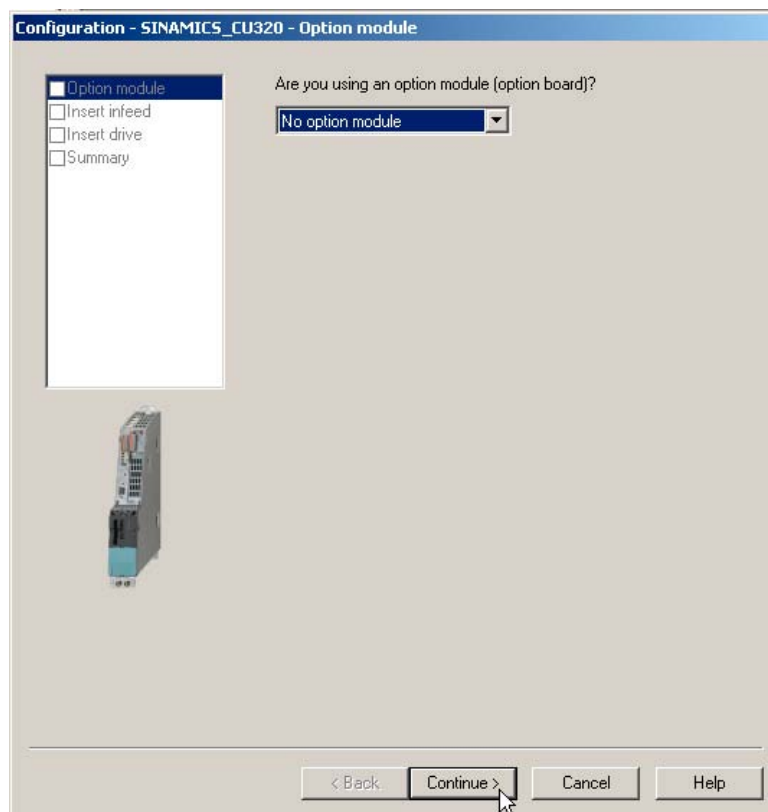 Configuration - SINAMICS_CU320 - Option module
Option module
Insert infeed
Insert drive
Summary
Are you using an option module (option board)?
No option module
< Back
Continue >
Cancel
Help